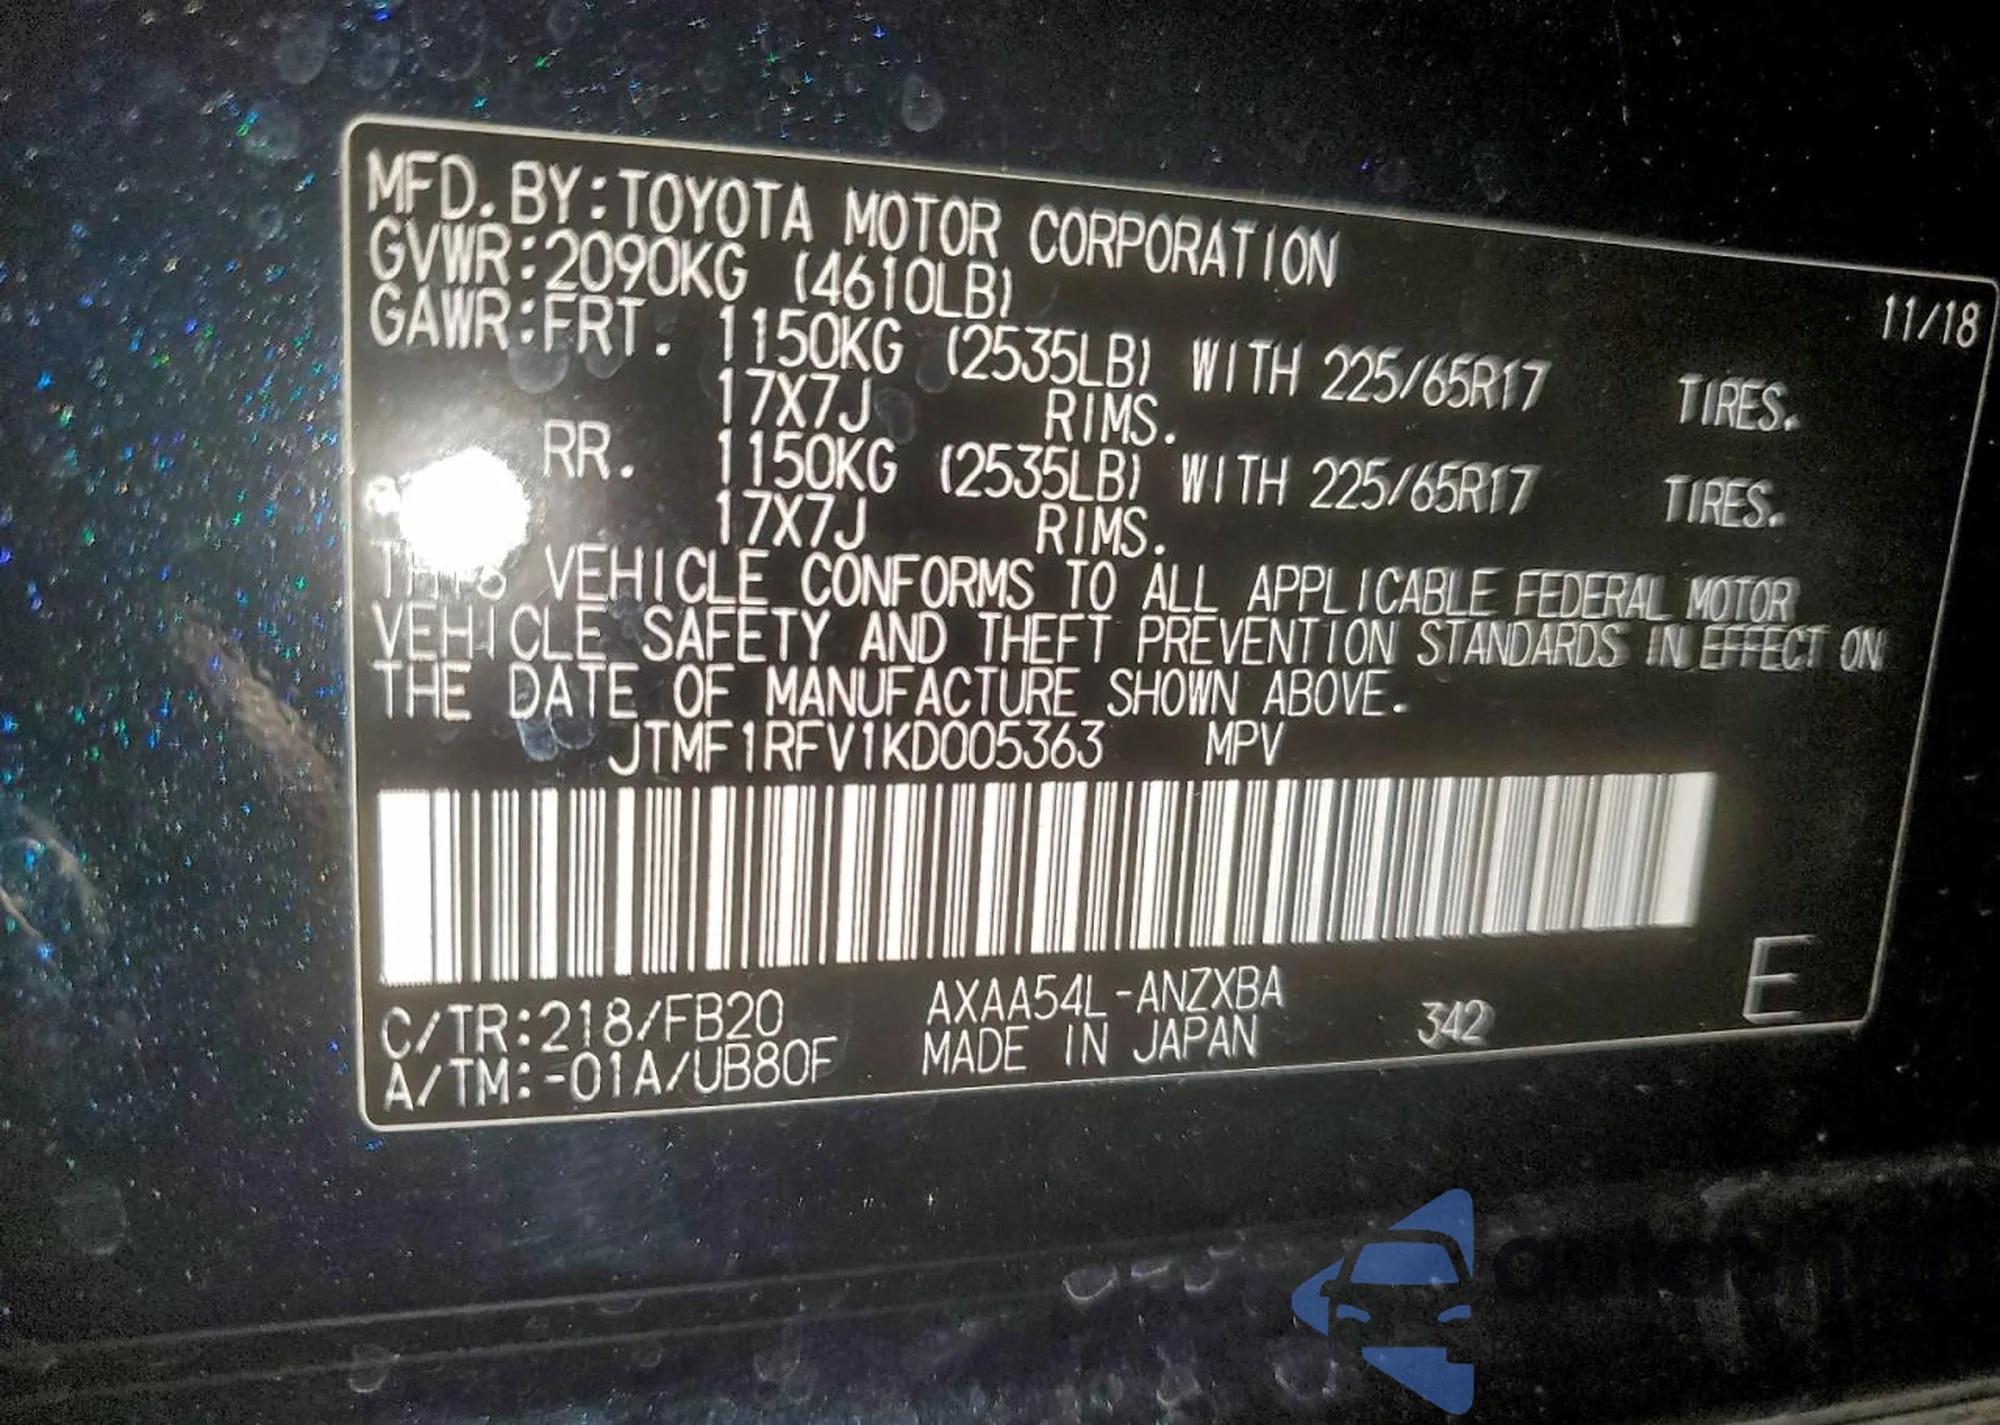 MFD. BY: TOYOTA MOTOR CORPORATION
GVWR: 2090KG (4610LB) 11/18
GAWR: FRT. 1150KG (2535LB) WITH 225/65R17 TIRES.
17X7J RIMS.
RR. 1150KG (2535LB) WITH 225/65R17 TIRES.
17X7J RIMS.
THIS VEHICLE CONFORMS TO ALL APPLICABLE FEDERAL MOTOR
VEHICLE SAFETY AND THEFT PREVENTION STANDARDS IN EFFECT ON
THE DATE OF MANUFACTURE SHOWN ABOVE.
JTMF1RFV1KD005363 MPV
E
C/TR: 218/FB20 AXAA54L-ANZXBA 342
A/TM: -01A/UB80F MADE IN JAPAN